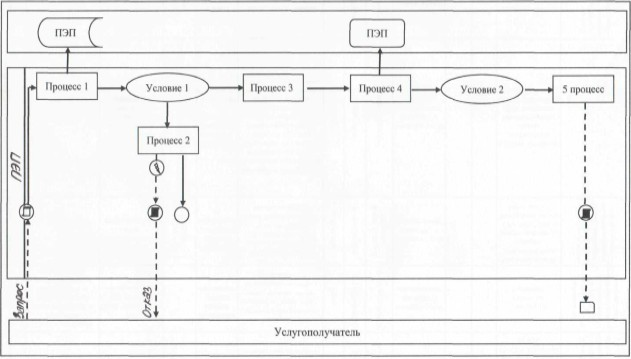 ПЭП
ПЭП
Процесс 1
Условие 1
Процесс 3
Процесс 4
Условие 2
5 процесс
Процесс 2
ПЭП
Запрос
Отказ
Услугополучатель